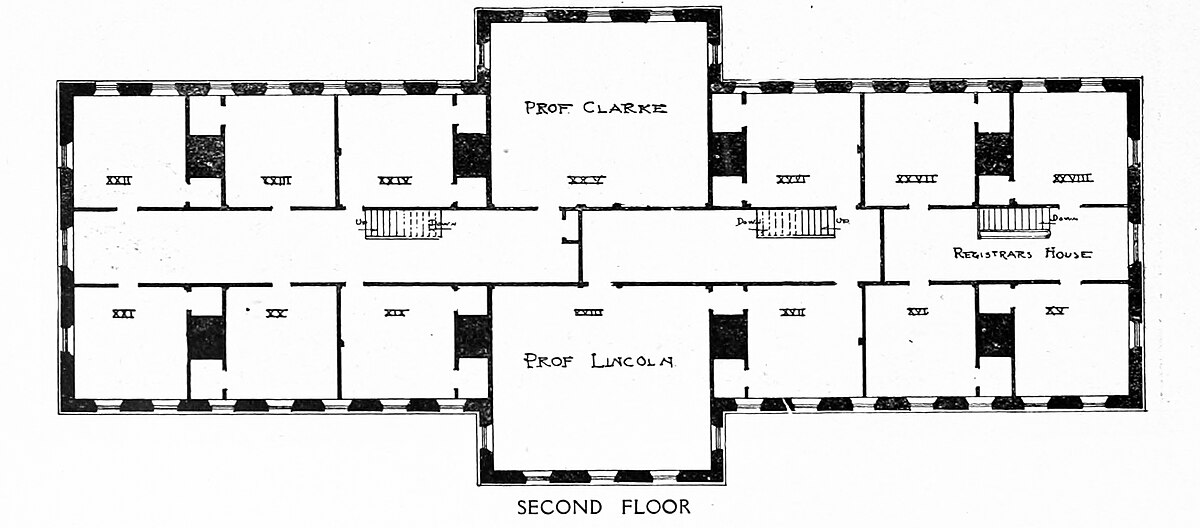 PROF. CLARKE
XXII
XXIII
XXIV
XXV
XXVI
XXVII
XXVIII
UP
DOWN
DOWN
UP
DOWN
REGISTRARS HOUSE
XXI
XX
XIX
XVIII
XVII
XVI
XV
PROF LINCOLN
SECOND FLOOR